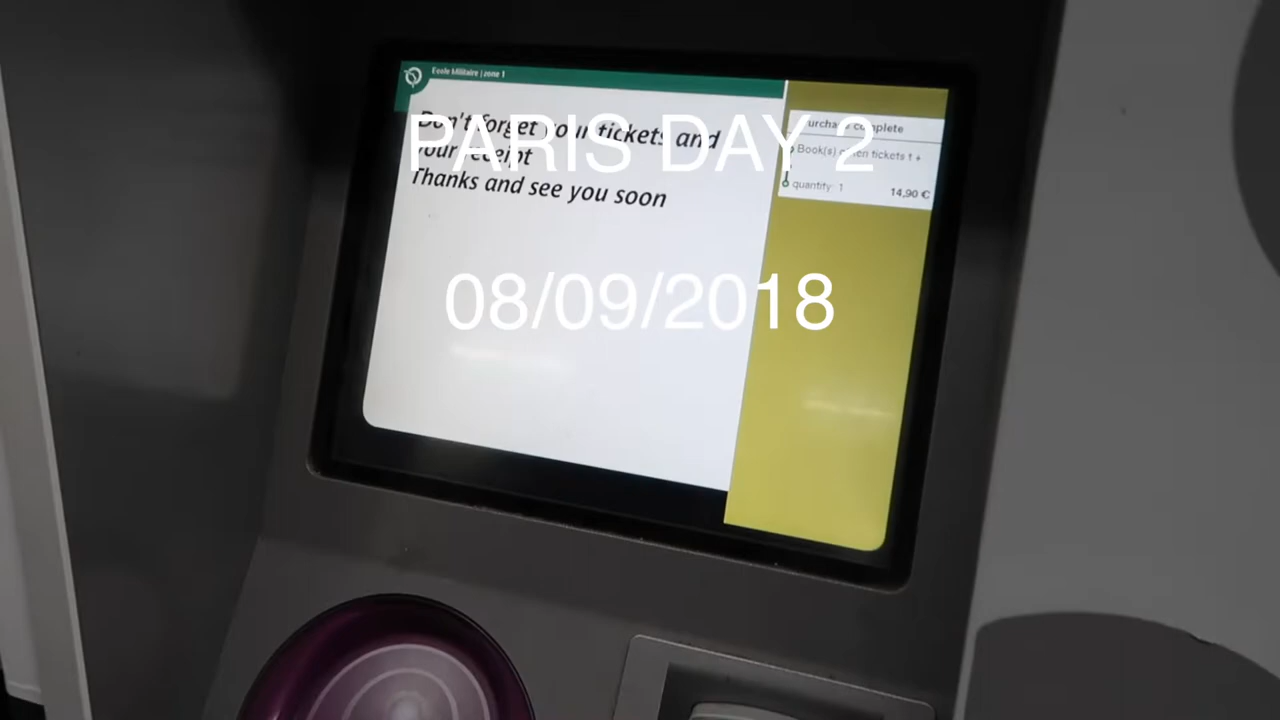 Ecole Militaire | zone 1
Don't forget your tickets and
your receipt
Thanks and see you soon
PARIS DAY 2
08/09/2018
Purchase complete
Book(s) of ten tickets t +
quantity: 1
14,90 €